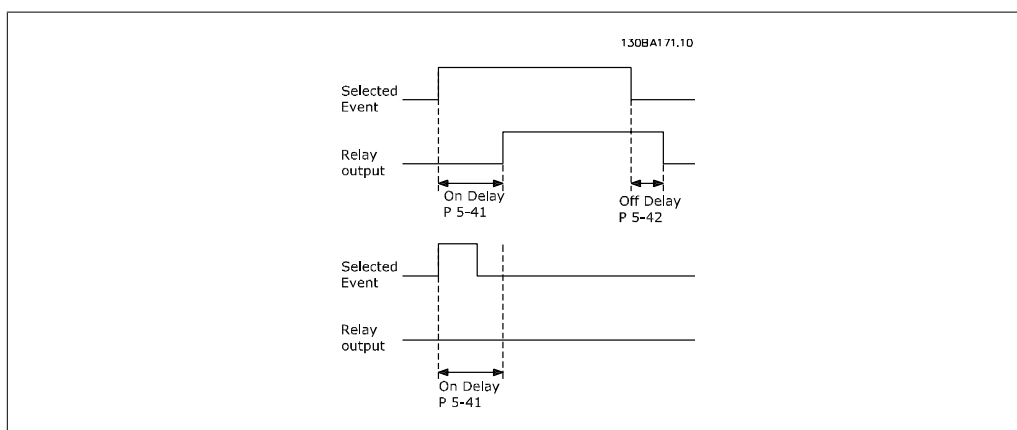 130BA171.10
Selected
Event
Relay
output
On Delay
P 5-41
Off Delay
P 5-42
Selected
Event
Relay
output
On Delay
P 5-41